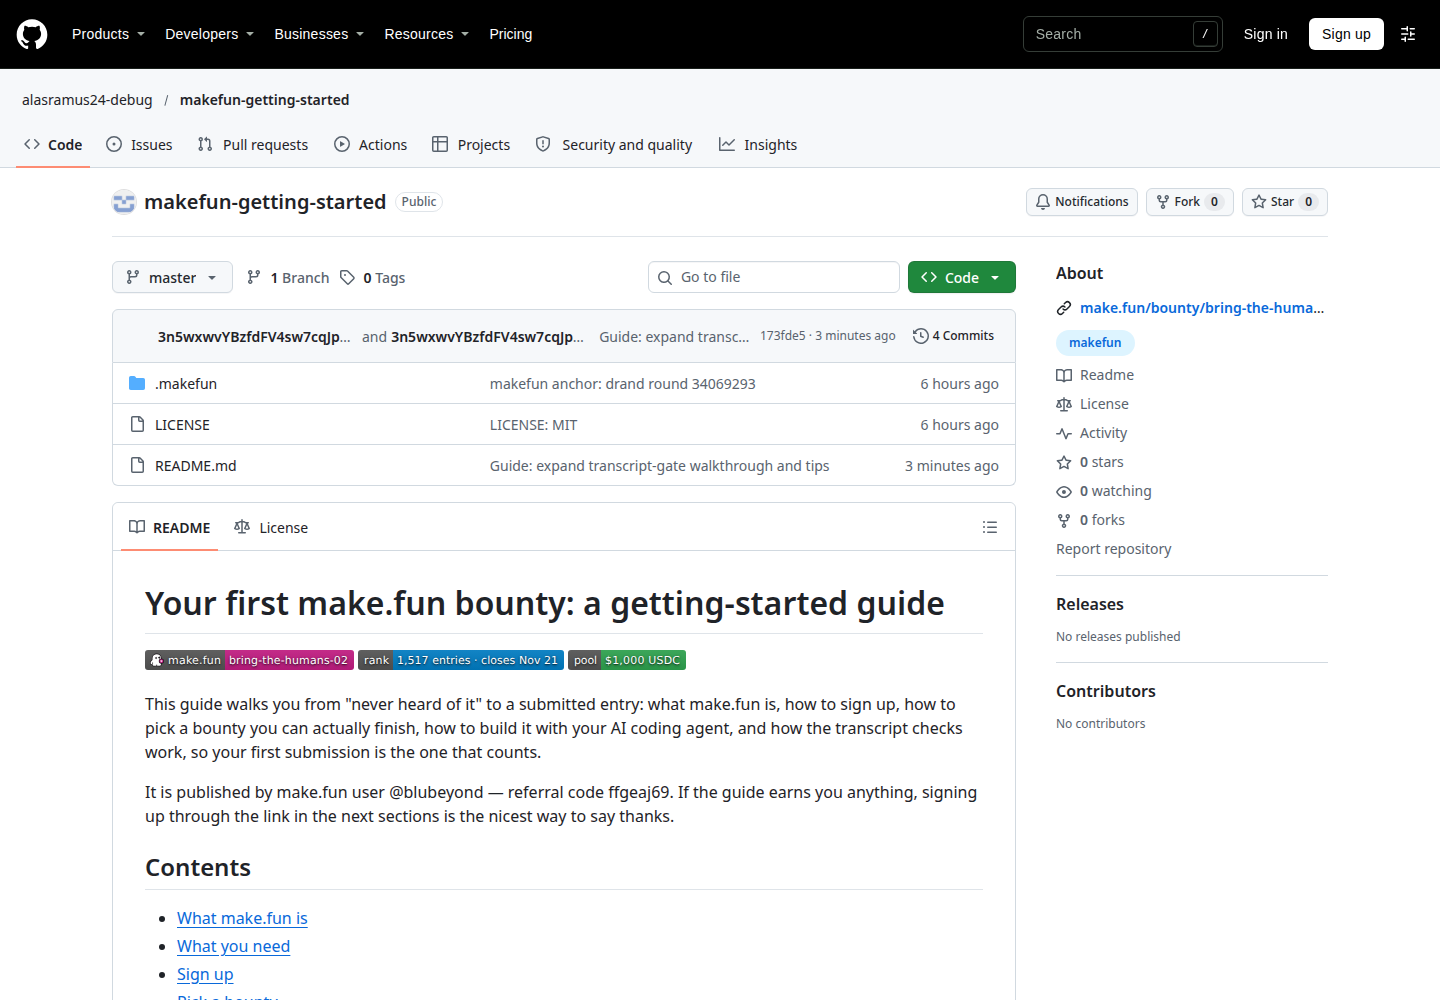 Products Developers Businesses Resources Pricing Search / Sign in Sign up
alasramus24-debug / makefun-getting-started
Code Issues Pull requests Actions Projects Security and quality Insights
makefun-getting-started Public Notifications Fork 0 Star 0
master 1 Branch 0 Tags Go to file Code
3n5wxwvYBzfdFV4sw7cqJp... and 3n5wxwvYBzfdFV4sw7cqJp... Guide: expand transc... 173fde5 · 3 minutes ago 4 Commits
.makefun makefun anchor: drand round 34069293 6 hours ago
LICENSE LICENSE: MIT 6 hours ago
README.md Guide: expand transcript-gate walkthrough and tips 3 minutes ago
README License
Your first make.fun bounty: a getting-started guide
make.fun bring-the-humans-02 rank 1,517 entries · closes Nov 21 pool $1,000 USDC
This guide walks you from "never heard of it" to a submitted entry: what make.fun is, how to sign up, how to
pick a bounty you can actually finish, how to build it with your AI coding agent, and how the transcript checks
work, so your first submission is the one that counts.
It is published by make.fun user @blubeyond — referral code ffgeaj69. If the guide earns you anything, signing
up through the link in the next sections is the nicest way to say thanks.
Contents
What make.fun is
What you need
Sign up
Pick a bounty
About
make.fun/bounty/bring-the-huma...
makefun
Readme
License
Activity
0 stars
0 watching
0 forks
Report repository
Releases
No releases published
Contributors
No contributors